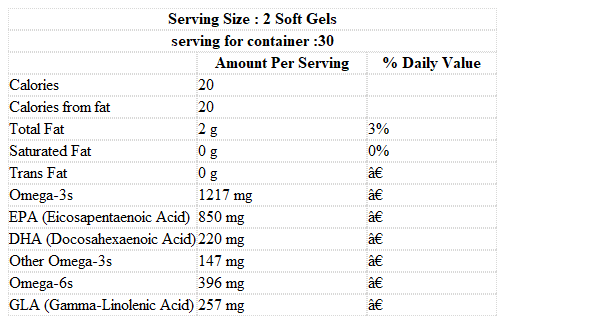 Serving Size : 2 Soft Gels
serving for container :30
Amount Per Serving % Daily Value
Calories 20
Calories from fat 20
Total Fat 2 g 3%
Saturated Fat 0 g 0%
Trans Fat 0 g â€
Omega-3s 1217 mg â€
EPA (Eicosapentaenoic Acid) 850 mg â€
DHA (Docosahexaenoic Acid) 220 mg â€
Other Omega-3s 147 mg â€
Omega-6s 396 mg â€
GLA (Gamma-Linolenic Acid) 257 mg â€